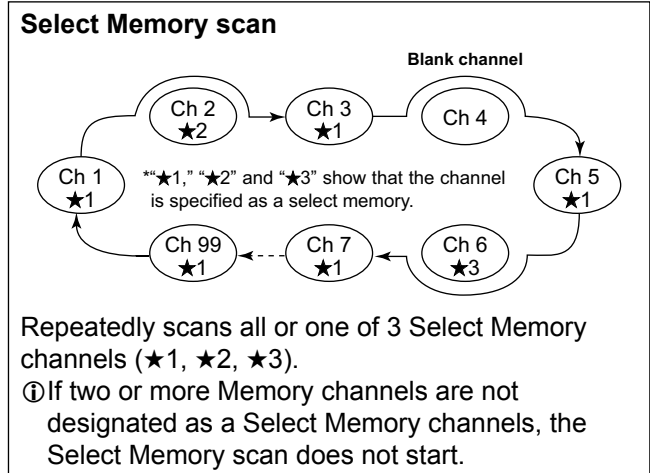 Select Memory scan
Blank channel
Ch 2
★2
Ch 3
★1
Ch 4
Ch 1
★1
*“★1,” “★2” and “★3” show that the channel
is specified as a select memory.
Ch 5
★1
Ch 99
★1
Ch 7
★1
Ch 6
★3
Repeatedly scans all or one of 3 Select Memory
channels (★1, ★2, ★3).
ⓘIf two or more Memory channels are not
designated as a Select Memory channels, the
Select Memory scan does not start.